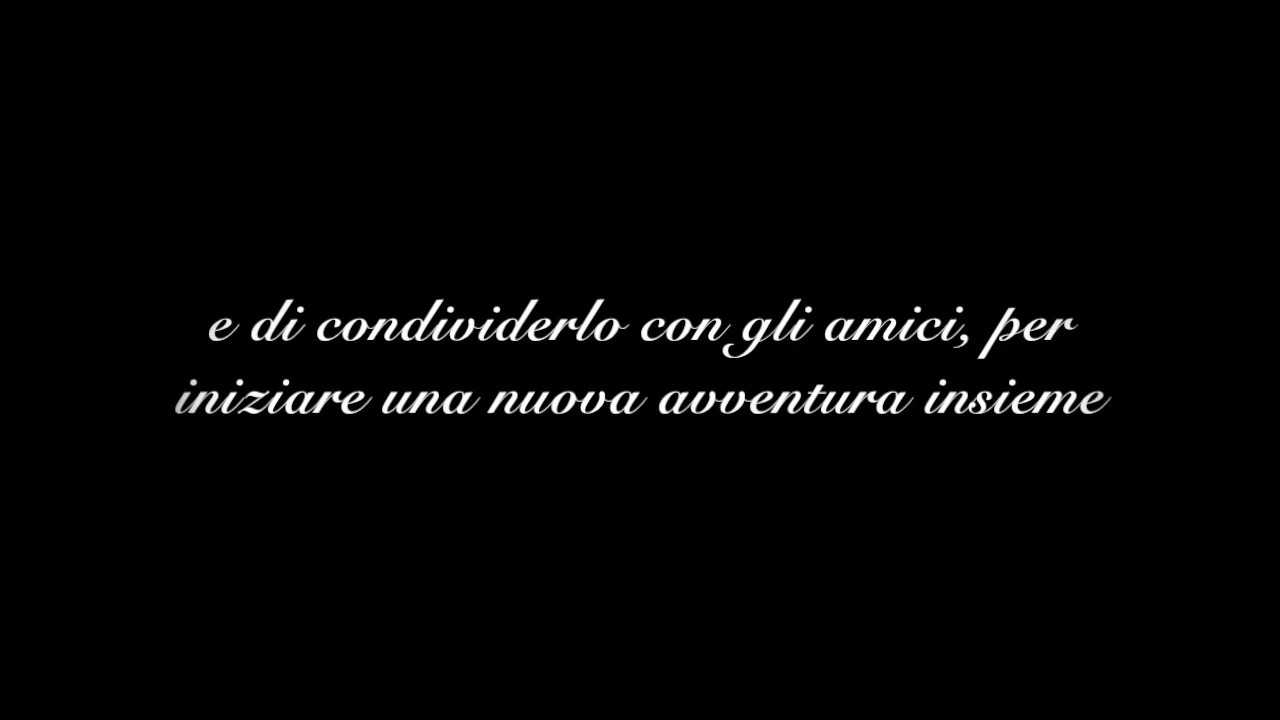 e di condividerlo con gli amici, per
iniziare una nuova avventura insieme